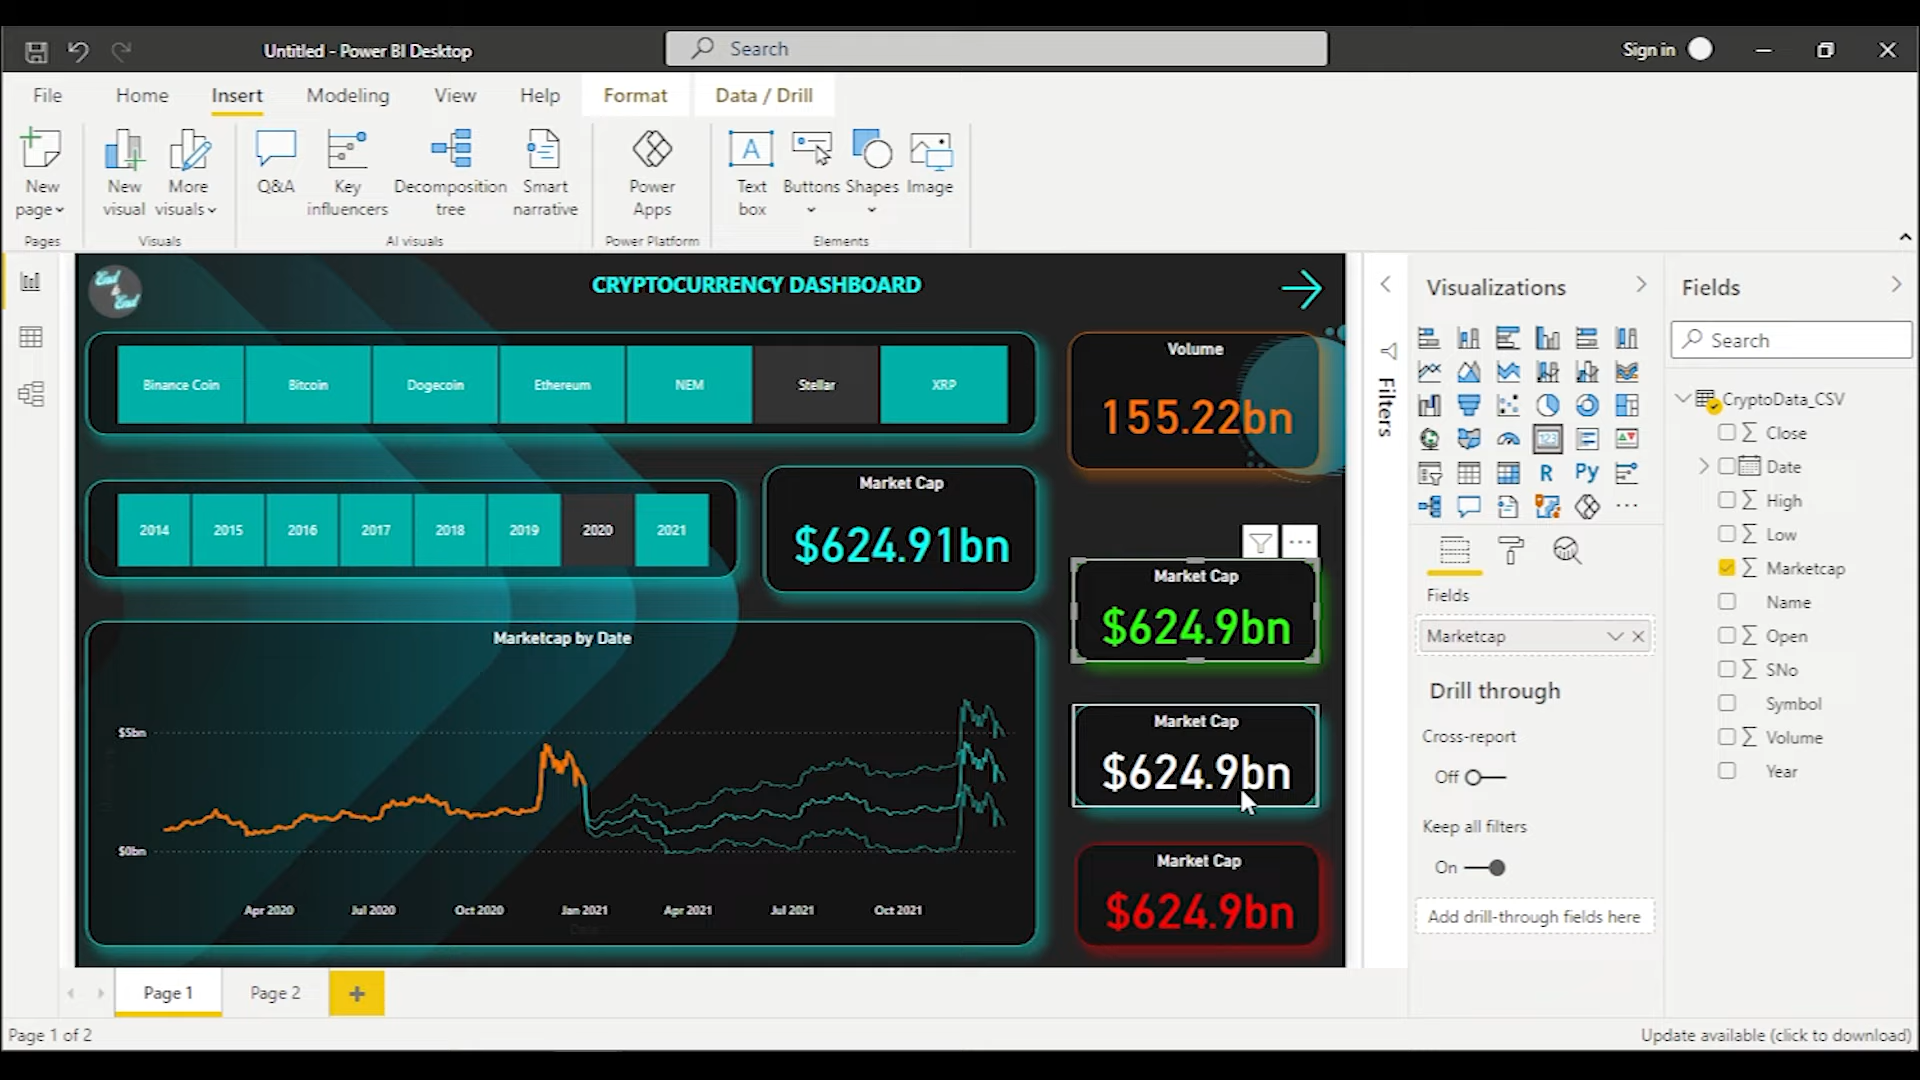 Untitled - Power BI Desktop
Search
Sign in
File
Home
Insert
Modeling
View
Help
Format
Data / Drill
New page
New visual
More visuals
Q&A
Key influencers
Decomposition tree
Smart narrative
Power Apps
Text box
Buttons
Shapes
Image
Pages
Visuals
AI visuals
Power Platform
Elements
End & End
CRYPTOCURRENCY DASHBOARD
Binance Coin
Bitcoin
Dogecoin
Ethereum
NEM
Stellar
XRP
Volume
155.22bn
2014
2015
2016
2017
2018
2019
2020
2021
Market Cap
$624.91bn
Market Cap
$624.9bn
Market Cap
$624.9bn
Market Cap
$624.9bn
Marketcap by Date
$5bn
$0bn
Apr 2020
Jul 2020
Oct 2020
Jan 2021
Apr 2021
Jul 2021
Oct 2021
Date
Filters
Visualizations
R
Py
123
Fields
Marketcap
Drill through
Cross-report
Off
Keep all filters
On
Add drill-through fields here
Fields
Search
CryptoData_CSV
Close
Date
High
Low
Marketcap
Name
Open
SNo
Symbol
Volume
Year
Page 1
Page 2
Page 1 of 2
Update available (click to download)